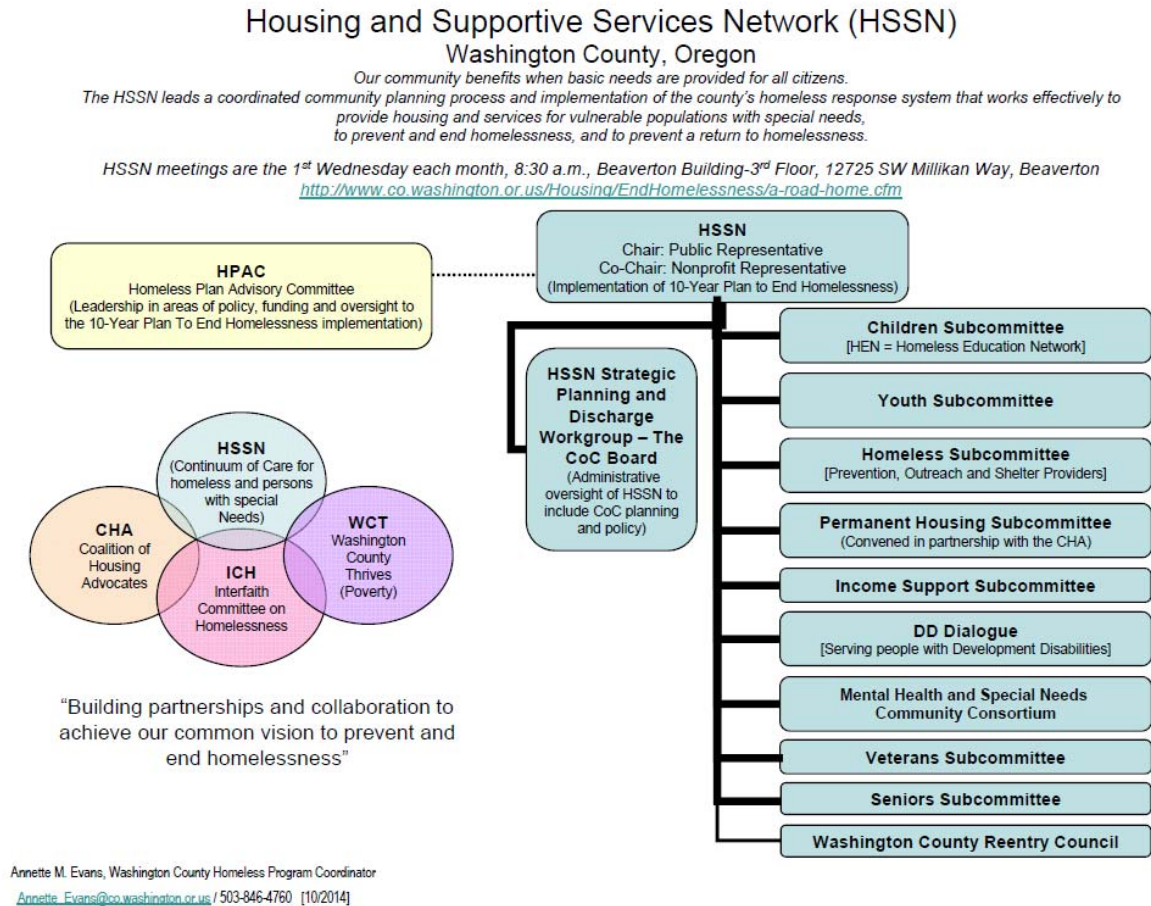 Housing and Supportive Services Network (HSSN)
Washington County, Oregon
Our community benefits when basic needs are provided for all citizens.
The HSSN leads a coordinated community planning process and implementation of the county's homeless response system that works effectively to
provide housing and services for vulnerable populations with special needs,
to prevent and end homelessness, and to prevent a return to homelessness.
HSSN meetings are the 1st Wednesday each month, 8:30 a.m., Beaverton Building-3rd Floor, 12725 SW Millikan Way, Beaverton
http://www.co.washington.or.us/Housing/EndHomelessness/a-road-home.cfm
HPAC
Homeless Plan Advisory Committee
(Leadership in areas of policy, funding and oversight to
the 10-Year Plan To End Homelessness implementation)
HSSN
Chair: Public Representative
Co-Chair: Nonprofit Representative
(Implementation of 10-Year Plan to End Homelessness)
HSSN Strategic
Planning and
Discharge
Workgroup – The
CoC Board
(Administrative
oversight of HSSN to
include CoC planning
and policy)
Children Subcommittee
[HEN = Homeless Education Network]
Youth Subcommittee
Homeless Subcommittee
[Prevention, Outreach and Shelter Providers]
Permanent Housing Subcommittee
(Convened in partnership with the CHA)
Income Support Subcommittee
DD Dialogue
[Serving people with Development Disabilities]
Mental Health and Special Needs
Community Consortium
Veterans Subcommittee
Seniors Subcommittee
Washington County Reentry Council
HSSN
(Continuum of Care for
homeless and persons
with special
Needs)
CHA
Coalition of
Housing
Advocates
WCT
Washington
County
Thrives
(Poverty)
ICH
Interfaith
Committee on
Homelessness
“Building partnerships and collaboration to
achieve our common vision to prevent and
end homelessness”
Annette M. Evans, Washington County Homeless Program Coordinator
Annette_Evans@co.washington.or.us / 503-846-4760 [10/2014]